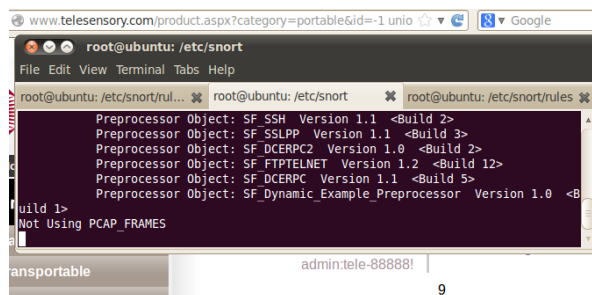 www.telesensory.com/product.aspx?category=portable&id=-1 unio
Google
root@ubuntu: /etc/snort
File Edit View Terminal Tabs Help
root@ubuntu: /etc/snort/rul... root@ubuntu: /etc/snort root@ubuntu: /etc/snort/rules
Preprocessor Object: SF_SSH Version 1.1 <Build 2>
Preprocessor Object: SF_SSLPP Version 1.1 <Build 3>
Preprocessor Object: SF_DCERPC2 Version 1.0 <Build 2>
Preprocessor Object: SF_FTPTELNET Version 1.2 <Build 12>
Preprocessor Object: SF_DCERPC Version 1.1 <Build 5>
Preprocessor Object: SF_Dynamic_Example_Preprocessor Version 1.0 <B
uild 1>
Not Using PCAP_FRAMES
admin:tele-88888!
ransportable
9